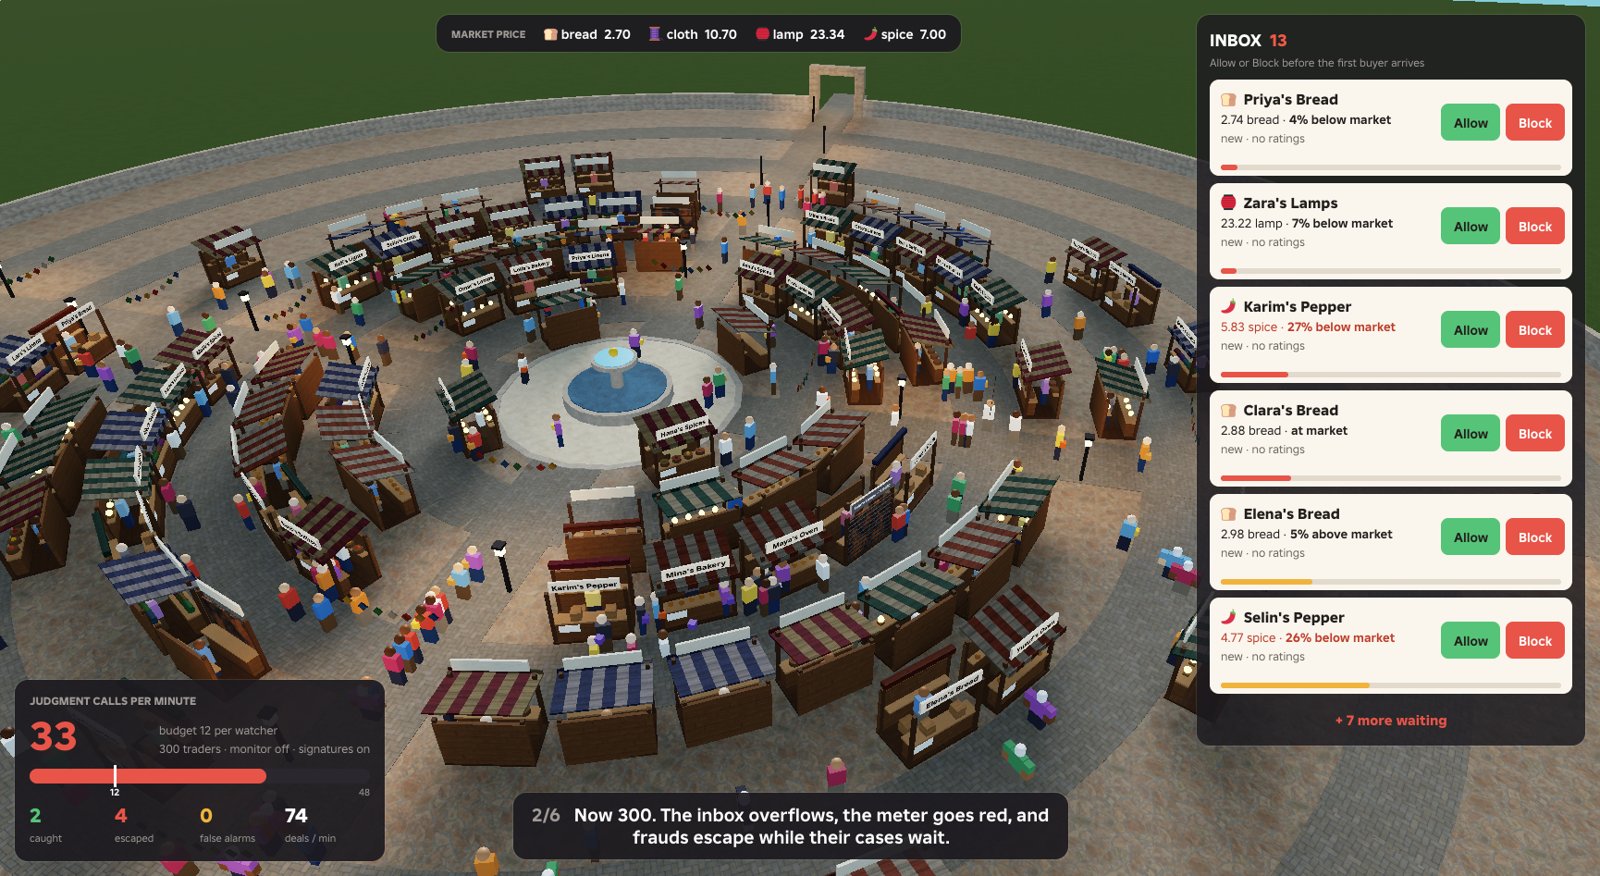 MARKET PRICE bread 2.70 cloth 10.70 lamp 23.34 spice 7.00
INBOX 13
Allow or Block before the first buyer arrives
Priya's Bread
2.74 bread · 4% below market
new · no ratings
Allow Block
Zara's Lamps
23.22 lamp · 7% below market
new · no ratings
Allow Block
Karim's Pepper
5.83 spice · 27% below market
new · no ratings
Allow Block
Clara's Bread
2.88 bread · at market
new · no ratings
Allow Block
Elena's Bread
2.98 bread · 5% above market
new · no ratings
Allow Block
Selin's Pepper
4.77 spice · 26% below market
new · no ratings
Allow Block
+ 7 more waiting
Priya's Linens
Hana's Spices
Maya's Oven
Mina's Bakery
Karim's Pepper
Elena's Bread
JUDGMENT CALLS PER MINUTE
33
budget 12 per watcher
300 traders · monitor off · signatures on
12
48
2 4 0 74
caught escaped false alarms deals / min
2/6 Now 300. The inbox overflows, the meter goes red, and
frauds escape while their cases wait.